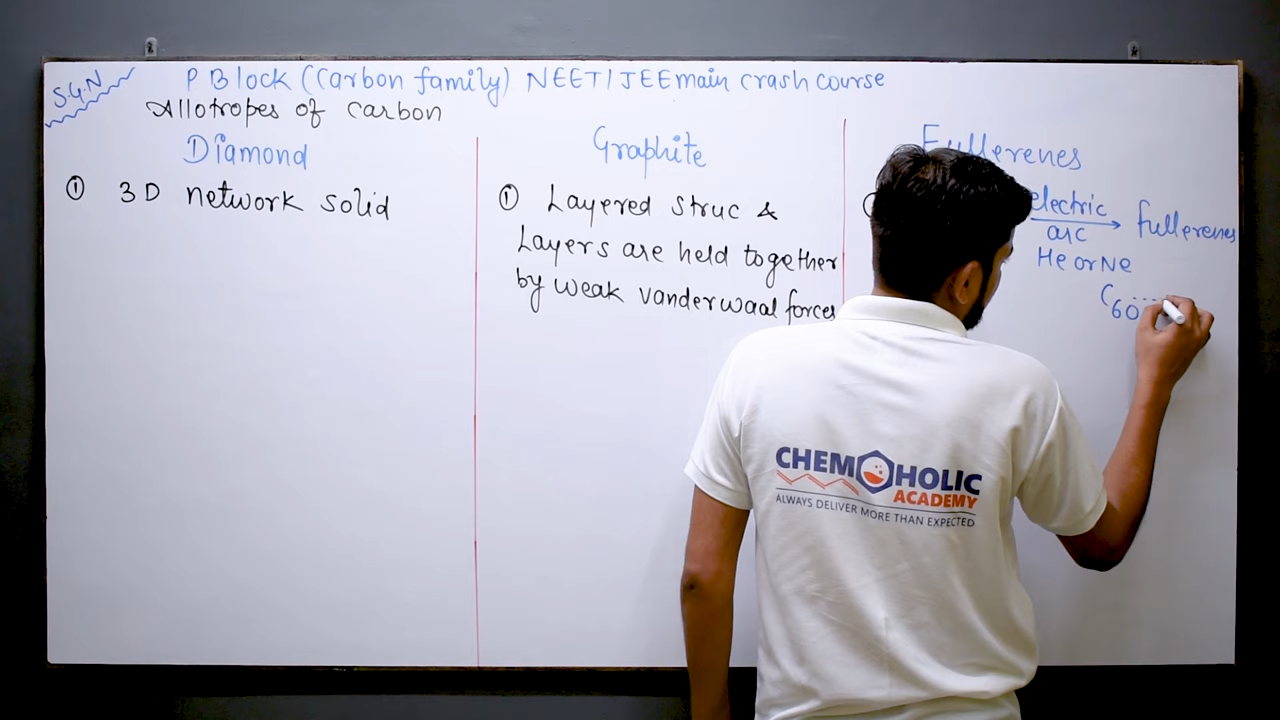 S.G.N
P Block (Carbon family) NEET/JEE main crash course
Allotropes of carbon
Diamond
① 3D network solid
Graphite
① Layered struc &
Layers are held together
by weak vanderwaal forces
Fullerenes
electric
arc
He or Ne
fullerenes
C60
CHEMOHOLIC
ACADEMY
ALWAYS DELIVER MORE THAN EXPECTED